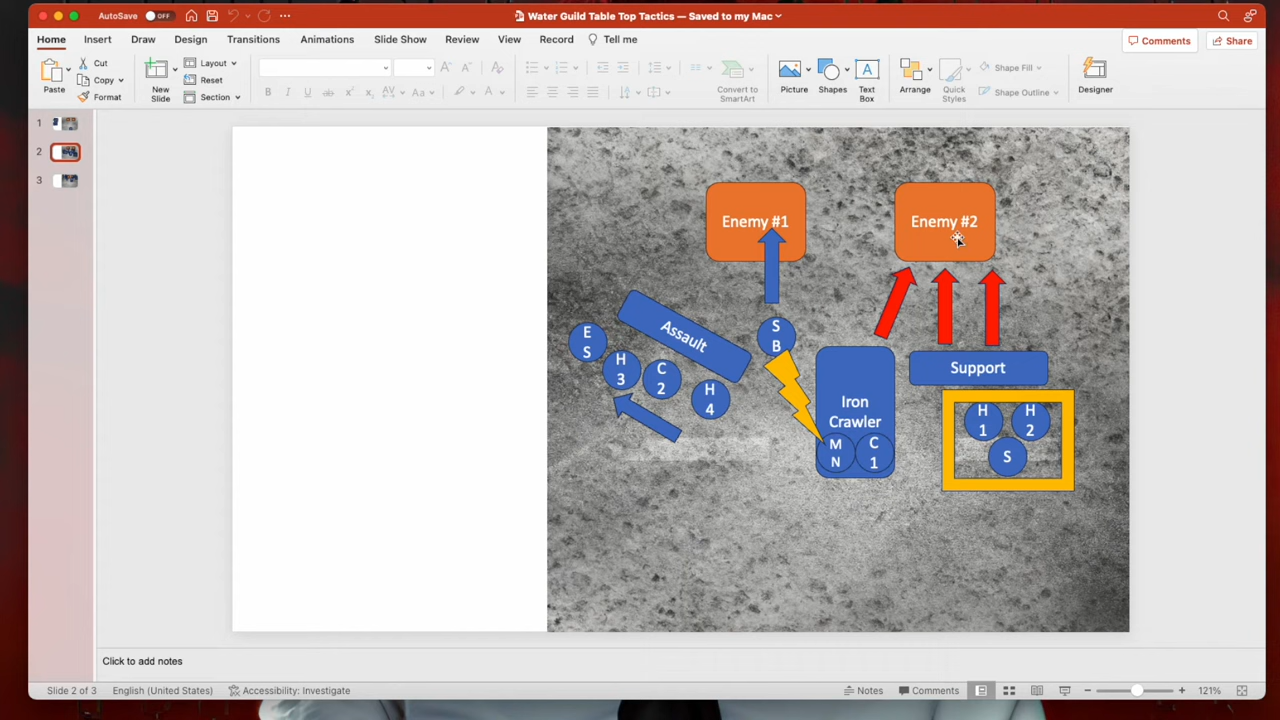 AutoSave OFF
Water Guild Table Top Tactics — Saved to my Mac
Home Insert Draw Design Transitions Animations Slide Show Review View Record Tell me
Comments Share
Paste
Cut
Copy
Format
New Slide
Layout
Reset
Section
Convert to SmartArt
Picture
Shapes
Text Box
Arrange
Quick Styles
Shape Fill
Shape Outline
Designer
1
2
3
Enemy #1
Enemy #2
Assault
E
S
H
3
C
2
H
4
S
B
Iron
Crawler
M
N
C
1
Support
H
1
H
2
S
Click to add notes
Slide 2 of 3 English (United States) Accessibility: Investigate Notes Comments 121%